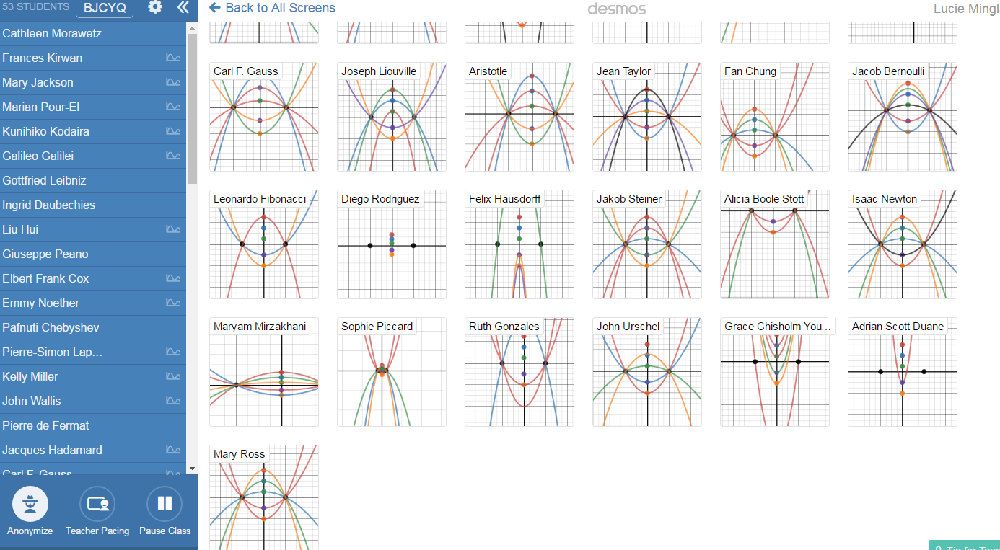 53 STUDENTS BJCYQ
Back to All Screens
desmos
Lucie Mingl
Cathleen Morawetz
Frances Kirwan
Mary Jackson
Marian Pour-El
Kunihiko Kodaira
Galileo Galilei
Gottfried Leibniz
Ingrid Daubechies
Liu Hui
Giuseppe Peano
Elbert Frank Cox
Emmy Noether
Pafnuti Chebyshev
Pierre-Simon Lap…
Kelly Miller
John Wallis
Pierre de Fermat
Jacques Hadamard
Carl F. Gauss
Anonymize
Teacher Pacing
Pause Class
Carl F. Gauss
Joseph Liouville
Aristotle
Jean Taylor
Fan Chung
Jacob Bernoulli
Leonardo Fibonacci
Diego Rodriguez
Felix Hausdorff
Jakob Steiner
Alicia Boole Stott
Isaac Newton
Maryam Mirzakhani
Sophie Piccard
Ruth Gonzales
John Urschel
Grace Chisholm You…
Adrian Scott Duane
Mary Ross
Tip for